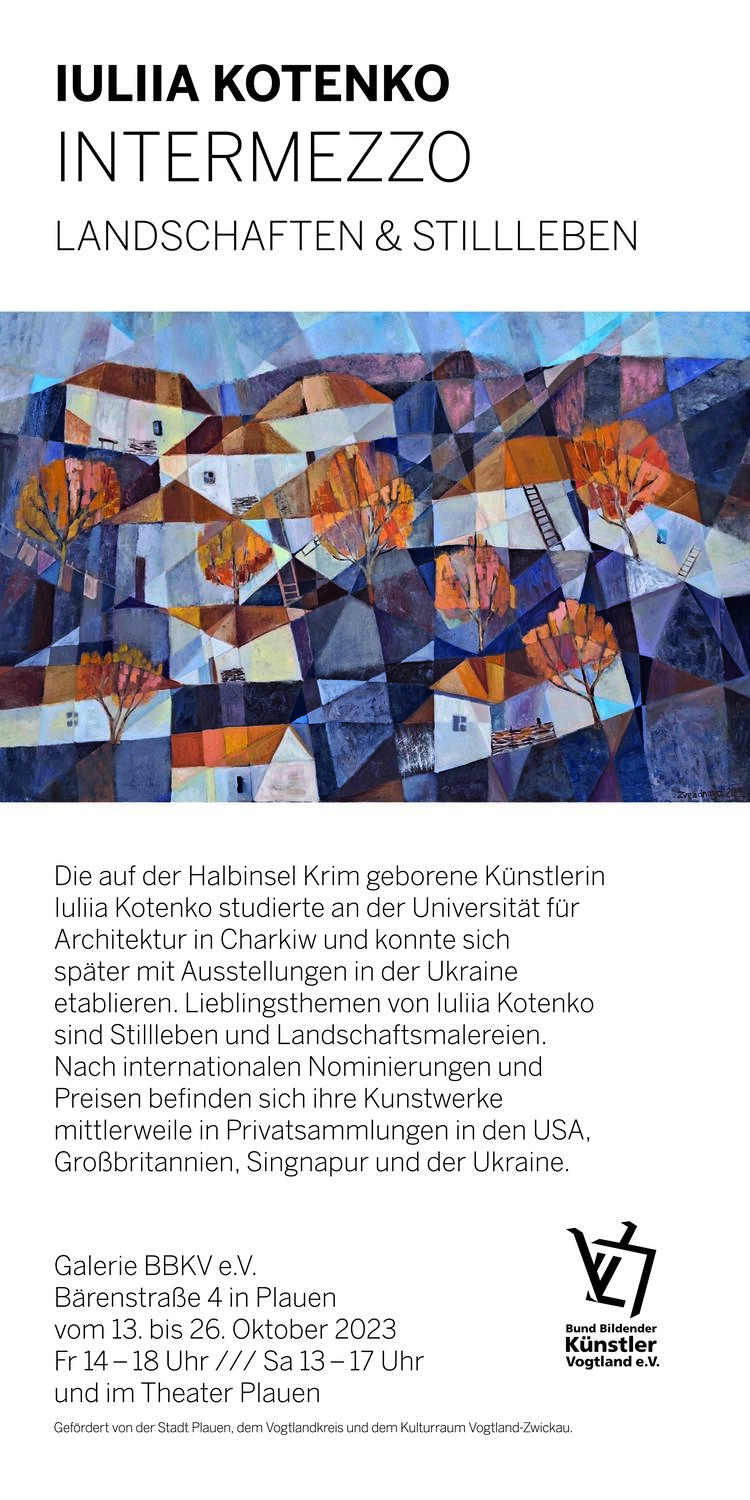 IULIIA KOTENKO
INTERMEZZO
LANDSCHAFTEN & STILLLEBEN
Die auf der Halbinsel Krim geborene Künstlerin
Iuliia Kotenko studierte an der Universität für
Architektur in Charkiw und konnte sich
später mit Ausstellungen in der Ukraine
etablieren. Lieblingsthemen von Iuliia Kotenko
sind Stillleben und Landschaftsmalereien.
Nach internationalen Nominierungen und
Preisen befinden sich ihre Kunstwerke
mittlerweile in Privatsammlungen in den USA,
Großbritannien, Singnapur und der Ukraine.
Galerie BBKV e.V.
Bärenstraße 4 in Plauen
vom 13. bis 26. Oktober 2023
Fr 14 – 18 Uhr /// Sa 13 – 17 Uhr
und im Theater Plauen
Bund Bildender
Künstler
Vogtland e.V.
Gefördert von der Stadt Plauen, dem Vogtlandkreis und dem Kulturraum Vogtland-Zwickau.